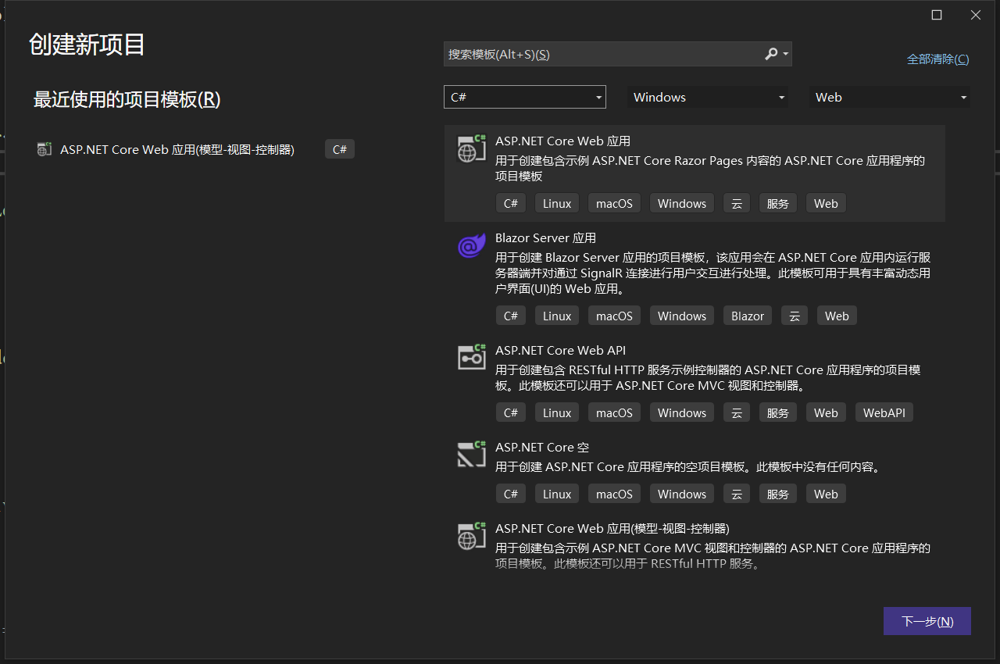 创建新项目
搜索模板(Alt+S)(S)
全部清除(C)
最近使用的项目模板(R)
C#
Windows
Web
ASP.NET Core Web 应用(模型-视图-控制器)
C#
ASP.NET Core Web 应用
用于创建包含示例 ASP.NET Core Razor Pages 内容的 ASP.NET Core 应用程序的
项目模板
C# Linux macOS Windows 云 服务 Web
Blazor Server 应用
用于创建 Blazor Server 应用的项目模板，该应用会在 ASP.NET Core 应用内运行服
务器端并对通过 SignalR 连接进行用户交互进行处理。此模板可用于具有丰富动态用
户界面(UI)的 Web 应用。
C# Linux macOS Windows Blazor 云 Web
ASP.NET Core Web API
用于创建包含 RESTful HTTP 服务示例控制器的 ASP.NET Core 应用程序的项目模
板。此模板还可以用于 ASP.NET Core MVC 视图和控制器。
C# Linux macOS Windows 云 服务 Web WebAPI
ASP.NET Core 空
用于创建 ASP.NET Core 应用程序的空项目模板。此模板中没有任何内容。
C# Linux macOS Windows 云 服务 Web
ASP.NET Core Web 应用(模型-视图-控制器)
用于创建包含示例 ASP.NET Core MVC 视图和控制器的 ASP.NET Core 应用程序的
项目模板。此模板还可以用于 RESTful HTTP 服务。
下一步(N)